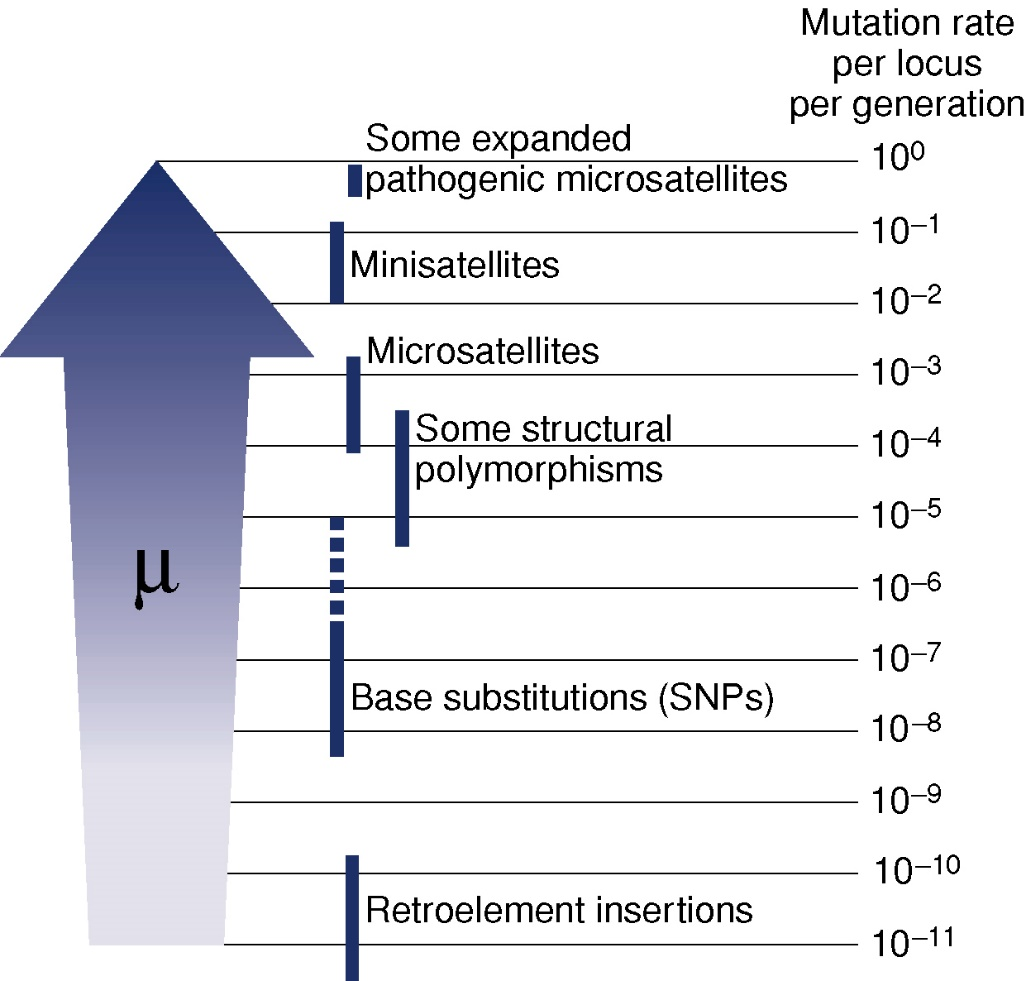 Mutation rate
per locus
per generation
Some expanded
pathogenic microsatellites
10⁰
10⁻¹
Minisatellites
10⁻²
Microsatellites
10⁻³
Some structural
polymorphisms
10⁻⁴
10⁻⁵
μ
10⁻⁶
10⁻⁷
Base substitutions (SNPs)
10⁻⁸
10⁻⁹
10⁻¹⁰
Retroelement insertions
10⁻¹¹